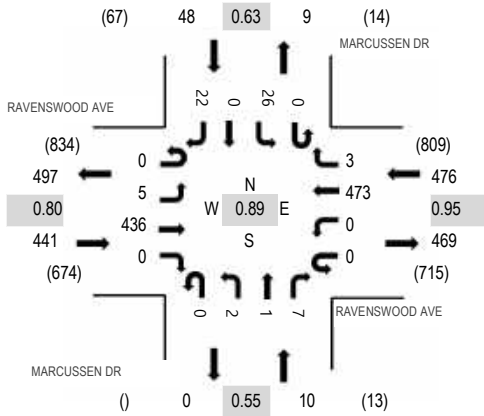 (67) 48 0.63 9 (14)
MARCUSSEN DR
RAVENSWOOD AVE
22 0 26 0
(834) (809)
0 3
497 476
5 N 473
0.80 W 0.89 E 0.95
436 0
441 S 469
0 0
(674) (715)
0 2 1 7
RAVENSWOOD AVE
MARCUSSEN DR
() 0 0.55 10 (13)